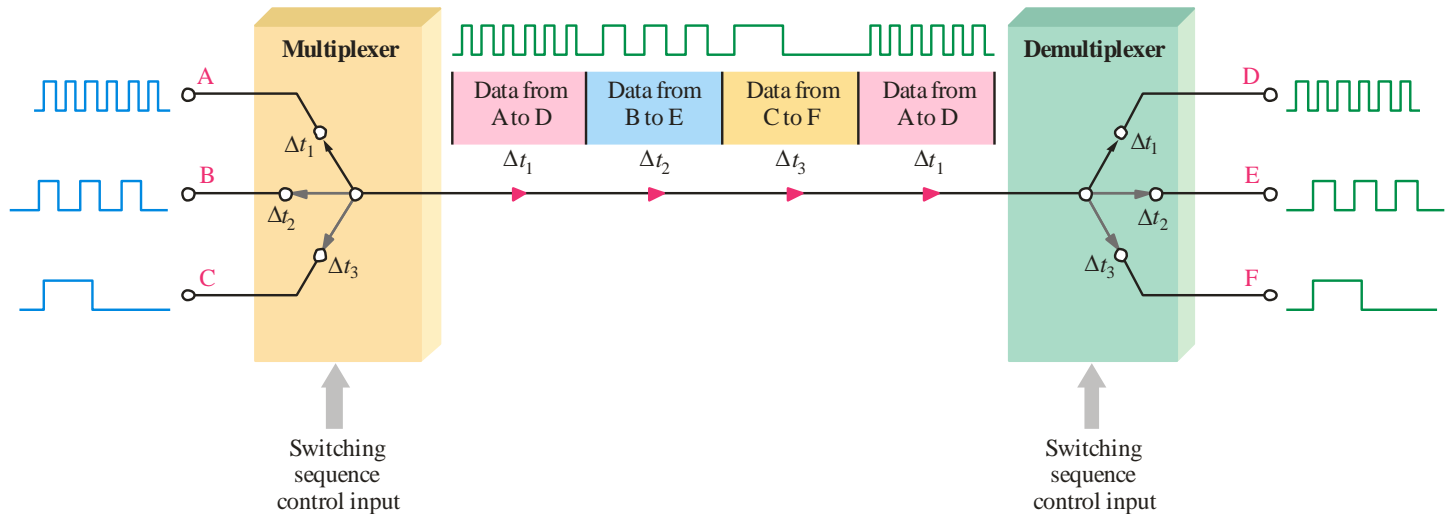 Multiplexer
Demultiplexer
A
B
C
Δt1
Δt2
Δt3
Data from
A to D
Data from
B to E
Data from
C to F
Data from
A to D
Δt1
Δt2
Δt3
Δt1
D
E
F
Δt1
Δt2
Δt3
Switching
sequence
control input
Switching
sequence
control input